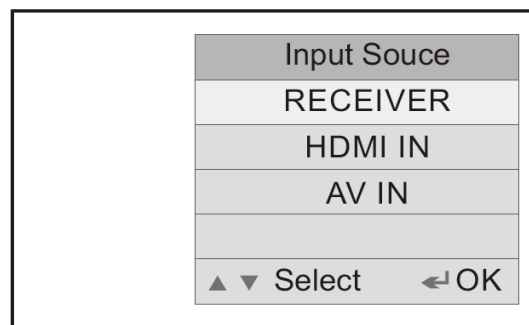 Input Souce
RECEIVER
HDMI IN
AV IN
▲ ▼ Select ↵ OK